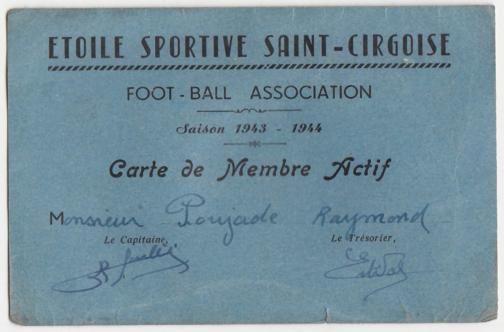 ETOILE SPORTIVE SAINT-CIRGOISE
FOOT-BALL ASSOCIATION
Saison 1943 - 1944
Carte de Membre Actif
Monsieur Poujade Raymond
Le Capitaine, Le Trésorier,
Estival